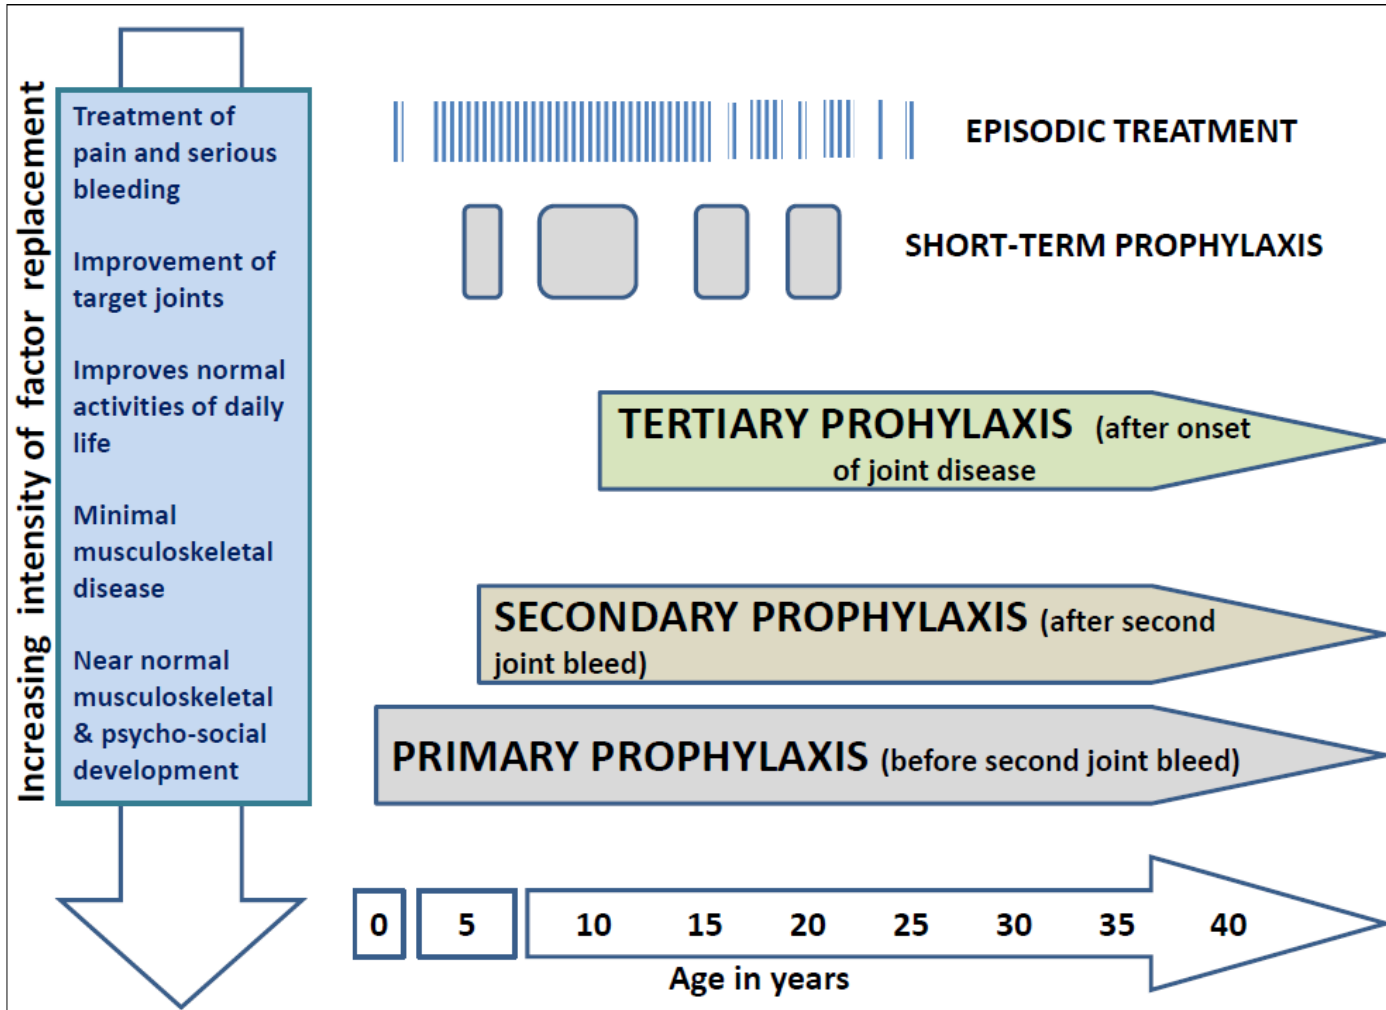 Increasing intensity of factor replacement
Treatment of
pain and serious
bleeding
Improvement of
target joints
Improves normal
activities of daily
life
Minimal
musculoskeletal
disease
Near normal
musculoskeletal
& psycho-social
development
EPISODIC TREATMENT
SHORT-TERM PROPHYLAXIS
TERTIARY PROHYLAXIS (after onset
of joint disease
SECONDARY PROPHYLAXIS (after second
joint bleed)
PRIMARY PROPHYLAXIS (before second joint bleed)
0 5 10 15 20 25 30 35 40
Age in years